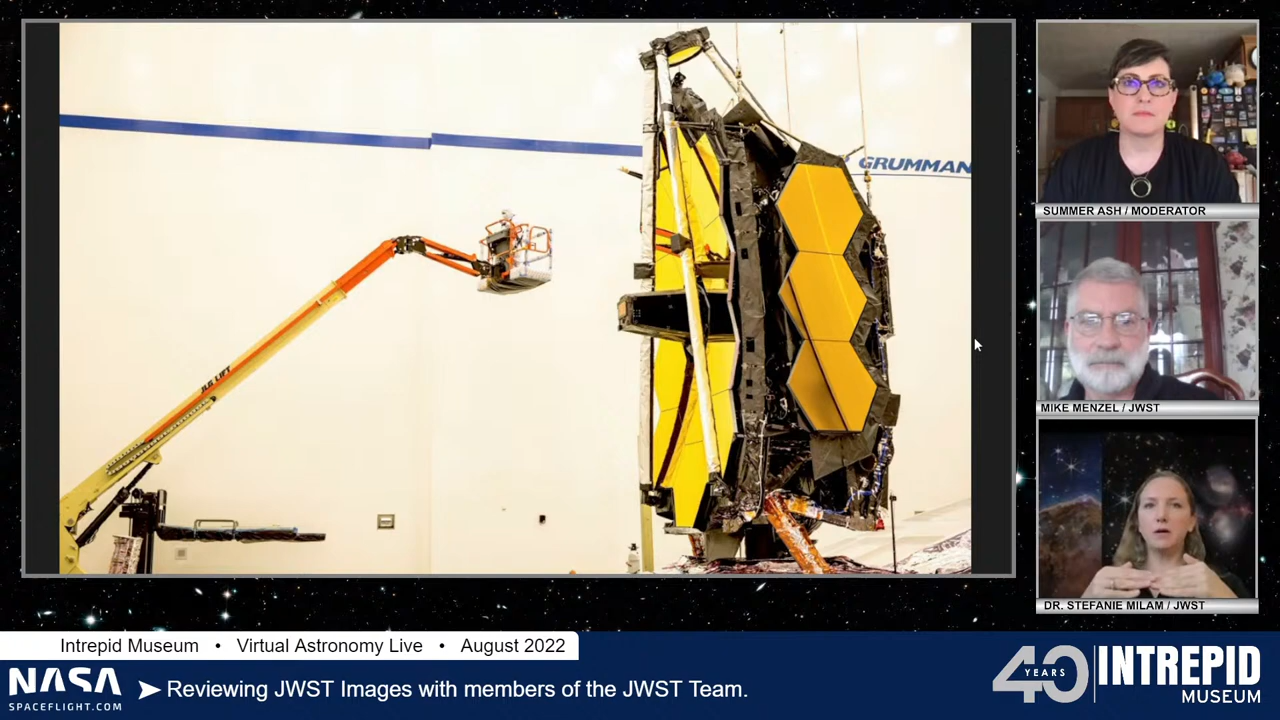 GRUMMAN
JLG LIFT
SUMMER ASH / MODERATOR
MIKE MENZEL / JWST
DR. STEFANIE MILAM / JWST
Intrepid Museum • Virtual Astronomy Live • August 2022
NASA
SPACEFLIGHT.COM
Reviewing JWST Images with members of the JWST Team.
40
YEARS
INTREPID
MUSEUM